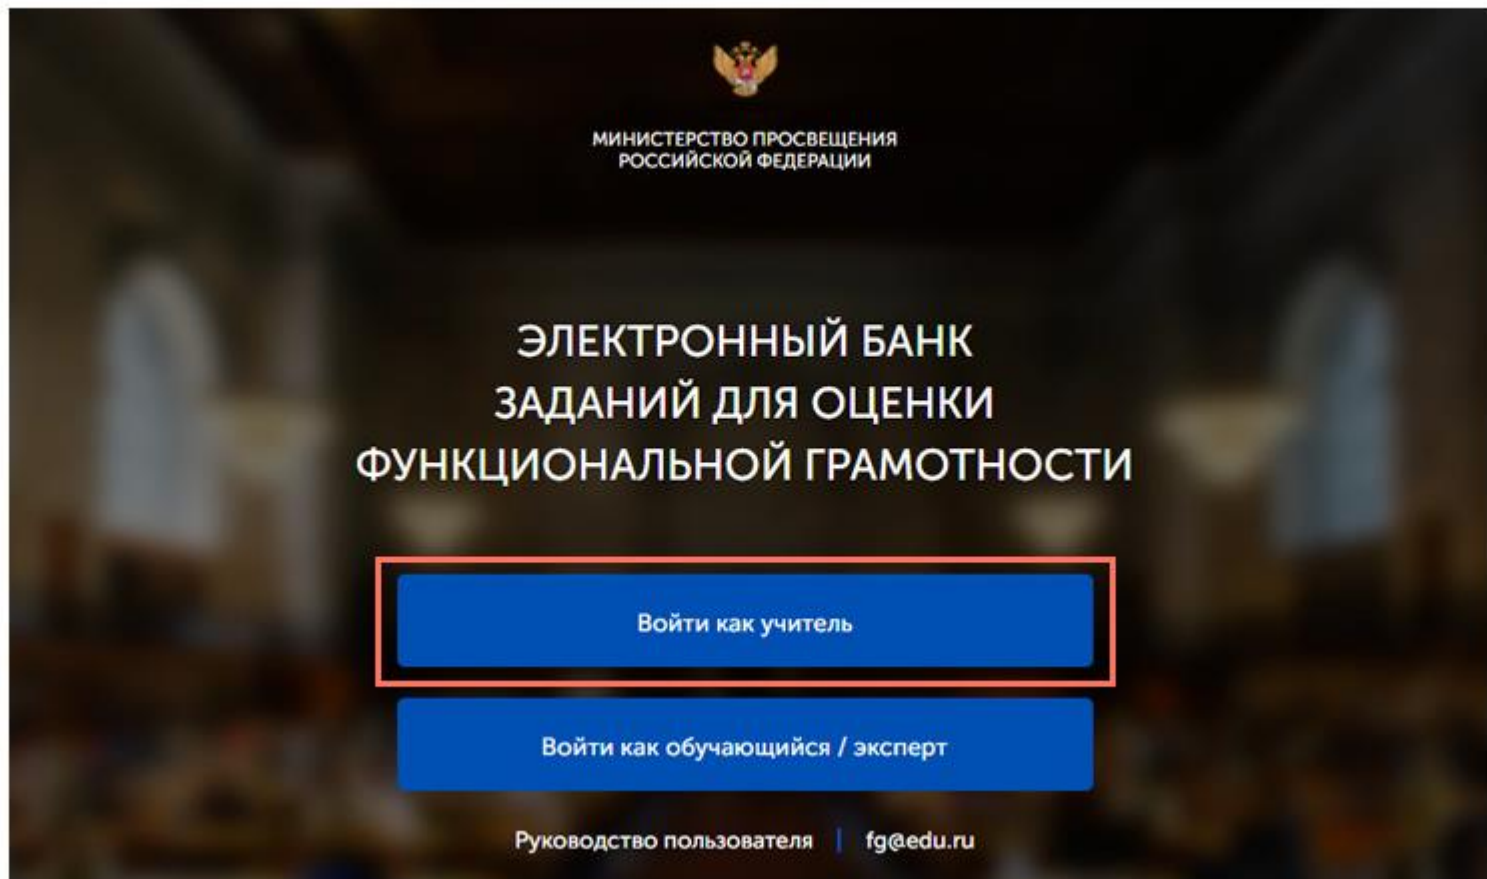 МИНИСТЕРСТВО ПРОСВЕЩЕНИЯ
РОССИЙСКОЙ ФЕДЕРАЦИИ
ЭЛЕКТРОННЫЙ БАНК
ЗАДАНИЙ ДЛЯ ОЦЕНКИ
ФУНКЦИОНАЛЬНОЙ ГРАМОТНОСТИ
Войти как учитель
Войти как обучающийся / эксперт
Руководство пользователя | fg@edu.ru